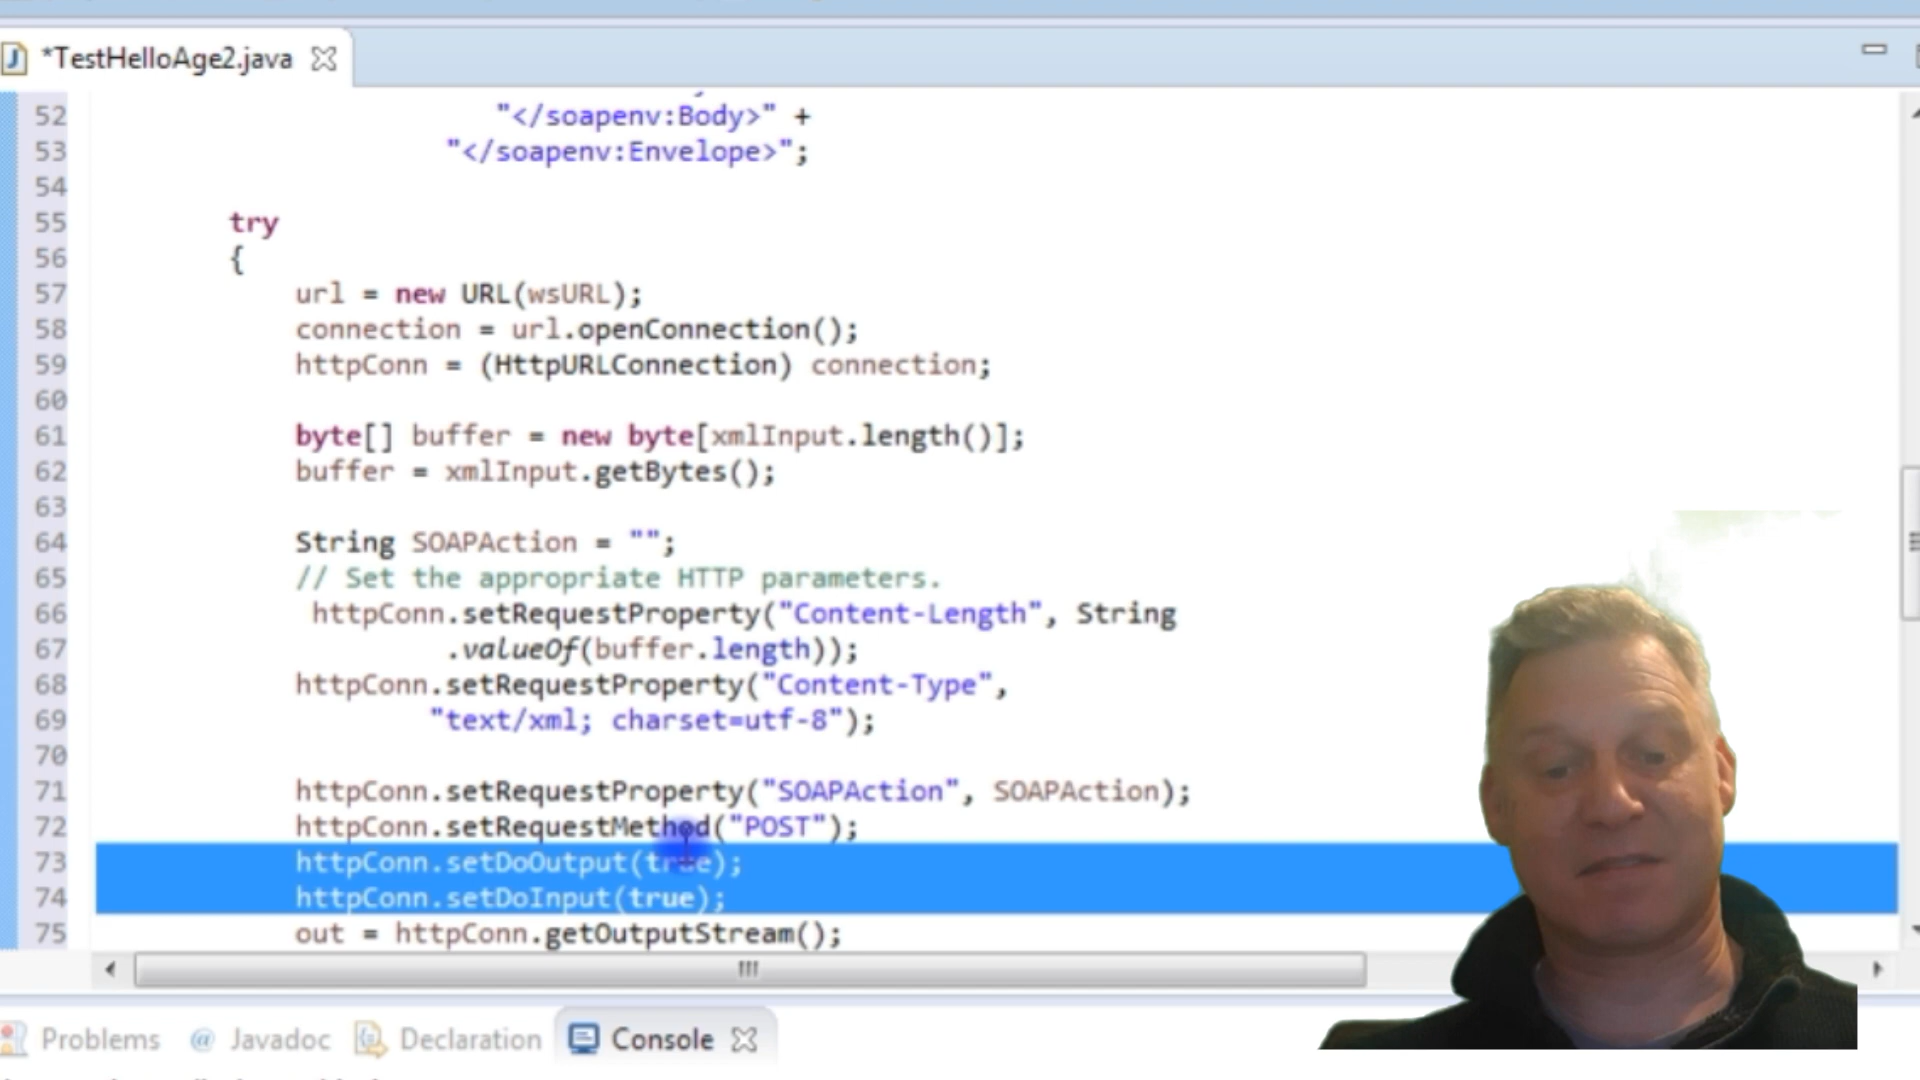 *TestHelloAge2.java
52 "</soapenv:Body>" +
53 "</soapenv:Envelope>";
54
55 try
56 {
57 url = new URL(wsURL);
58 connection = url.openConnection();
59 httpConn = (HttpURLConnection) connection;
60
61 byte[] buffer = new byte[xmlInput.length()];
62 buffer = xmlInput.getBytes();
63
64 String SOAPAction = "";
65 // Set the appropriate HTTP parameters.
66 httpConn.setRequestProperty("Content-Length", String
67 .valueOf(buffer.length));
68 httpConn.setRequestProperty("Content-Type",
69 "text/xml; charset=utf-8");
70
71 httpConn.setRequestProperty("SOAPAction", SOAPAction);
72 httpConn.setRequestMethod("POST");
73 httpConn.setDoOutput(true);
74 httpConn.setDoInput(true);
75 out = httpConn.getOutputStream();
Problems @ Javadoc Declaration Console